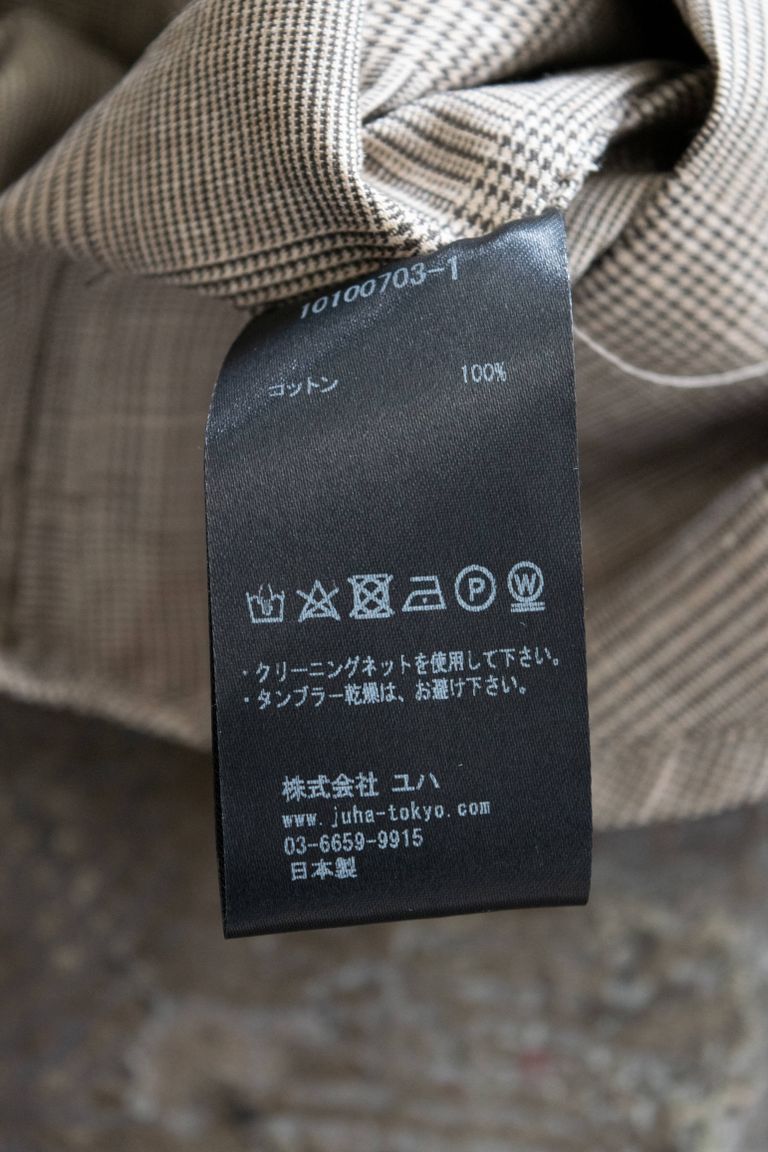 10100703-1
コットン 100%
P W
・クリーニングネットを使用して下さい。
・タンブラー乾燥は、お避け下さい。
株式会社 ユハ
www.juha-tokyo.com
03-6659-9915
日本製